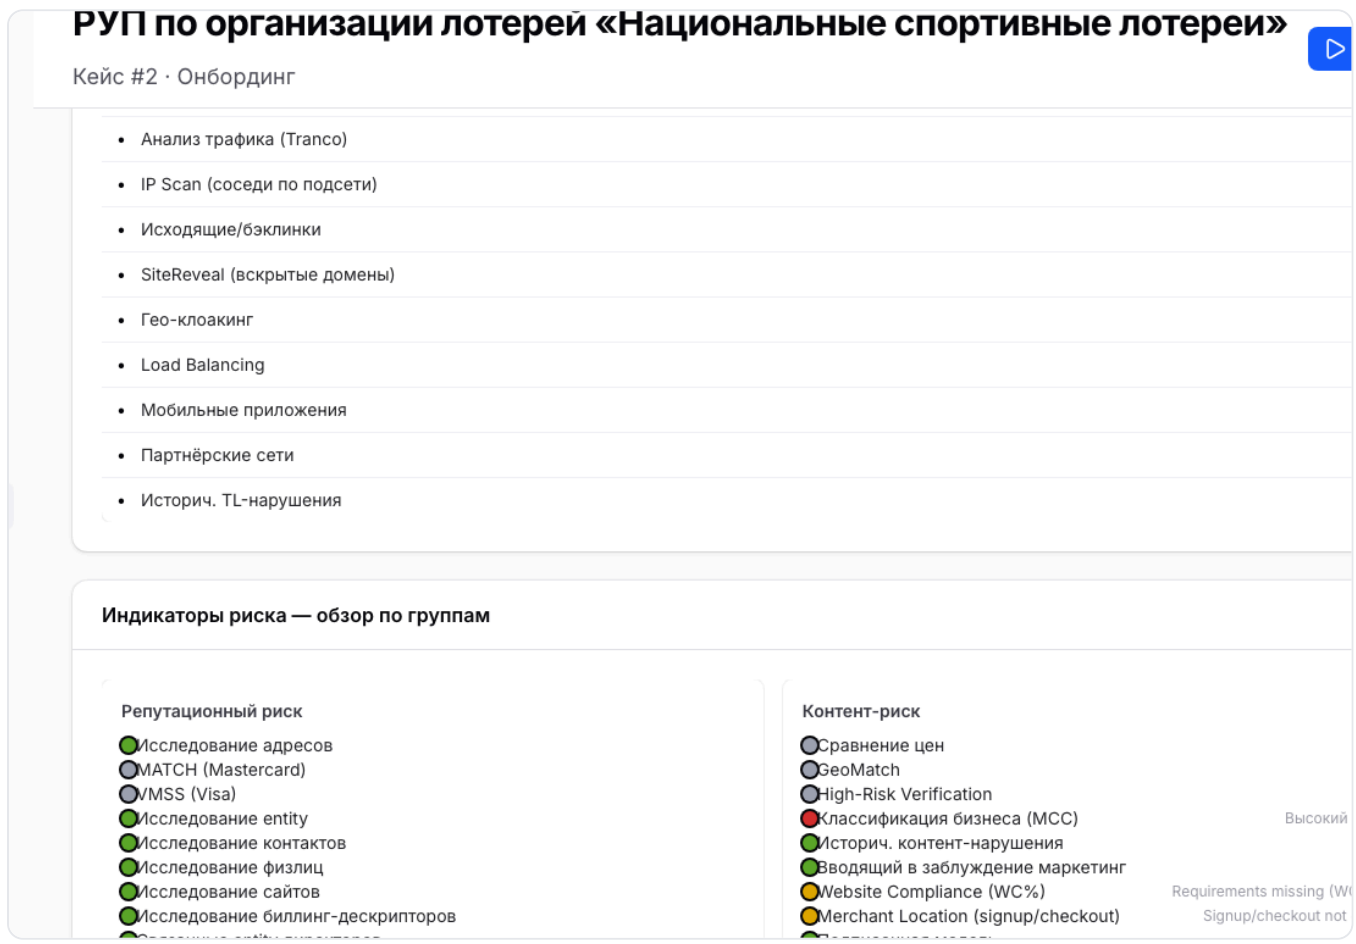 РУП по организации лотерей «Национальные спортивные лотереи»
Кейс #2 · Онбординг
• Анализ трафика (Tranco)
• IP Scan (соседи по подсети)
• Исходящие/бэклинки
• SiteReveal (вскрытые домены)
• Гео-клоакинг
• Load Balancing
• Мобильные приложения
• Партнёрские сети
• Историч. TL-нарушения
Индикаторы риска — обзор по группам
Репутационный риск
Исследование адресов
MATCH (Mastercard)
VMSS (Visa)
Исследование entity
Исследование контактов
Исследование физлиц
Исследование сайтов
Исследование биллинг-дескрипторов
Контент-риск
Сравнение цен
GeoMatch
High-Risk Verification
Классификация бизнеса (MCC) Высокий
Историч. контент-нарушения
Вводящий в заблуждение маркетинг
Website Compliance (WC%) Requirements missing (WC
Merchant Location (signup/checkout) Signup/checkout not